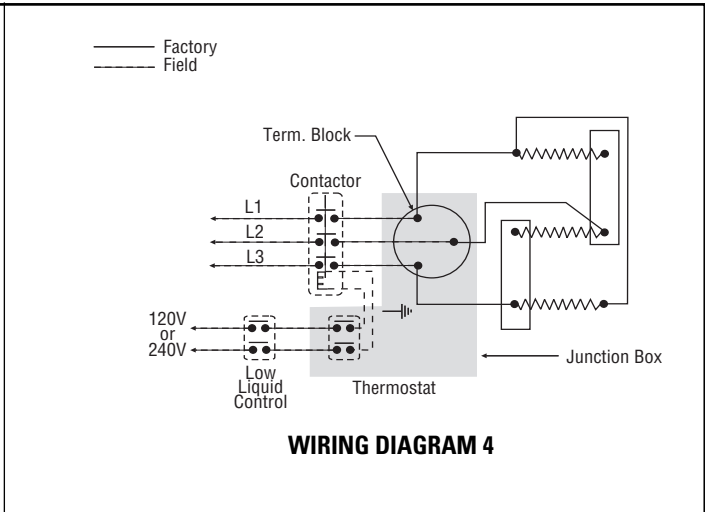 Factory
Field
Term. Block
Contactor
L1
L2
L3
120V
or
240V
Low
Liquid
Control
Thermostat
Junction Box
WIRING DIAGRAM 4